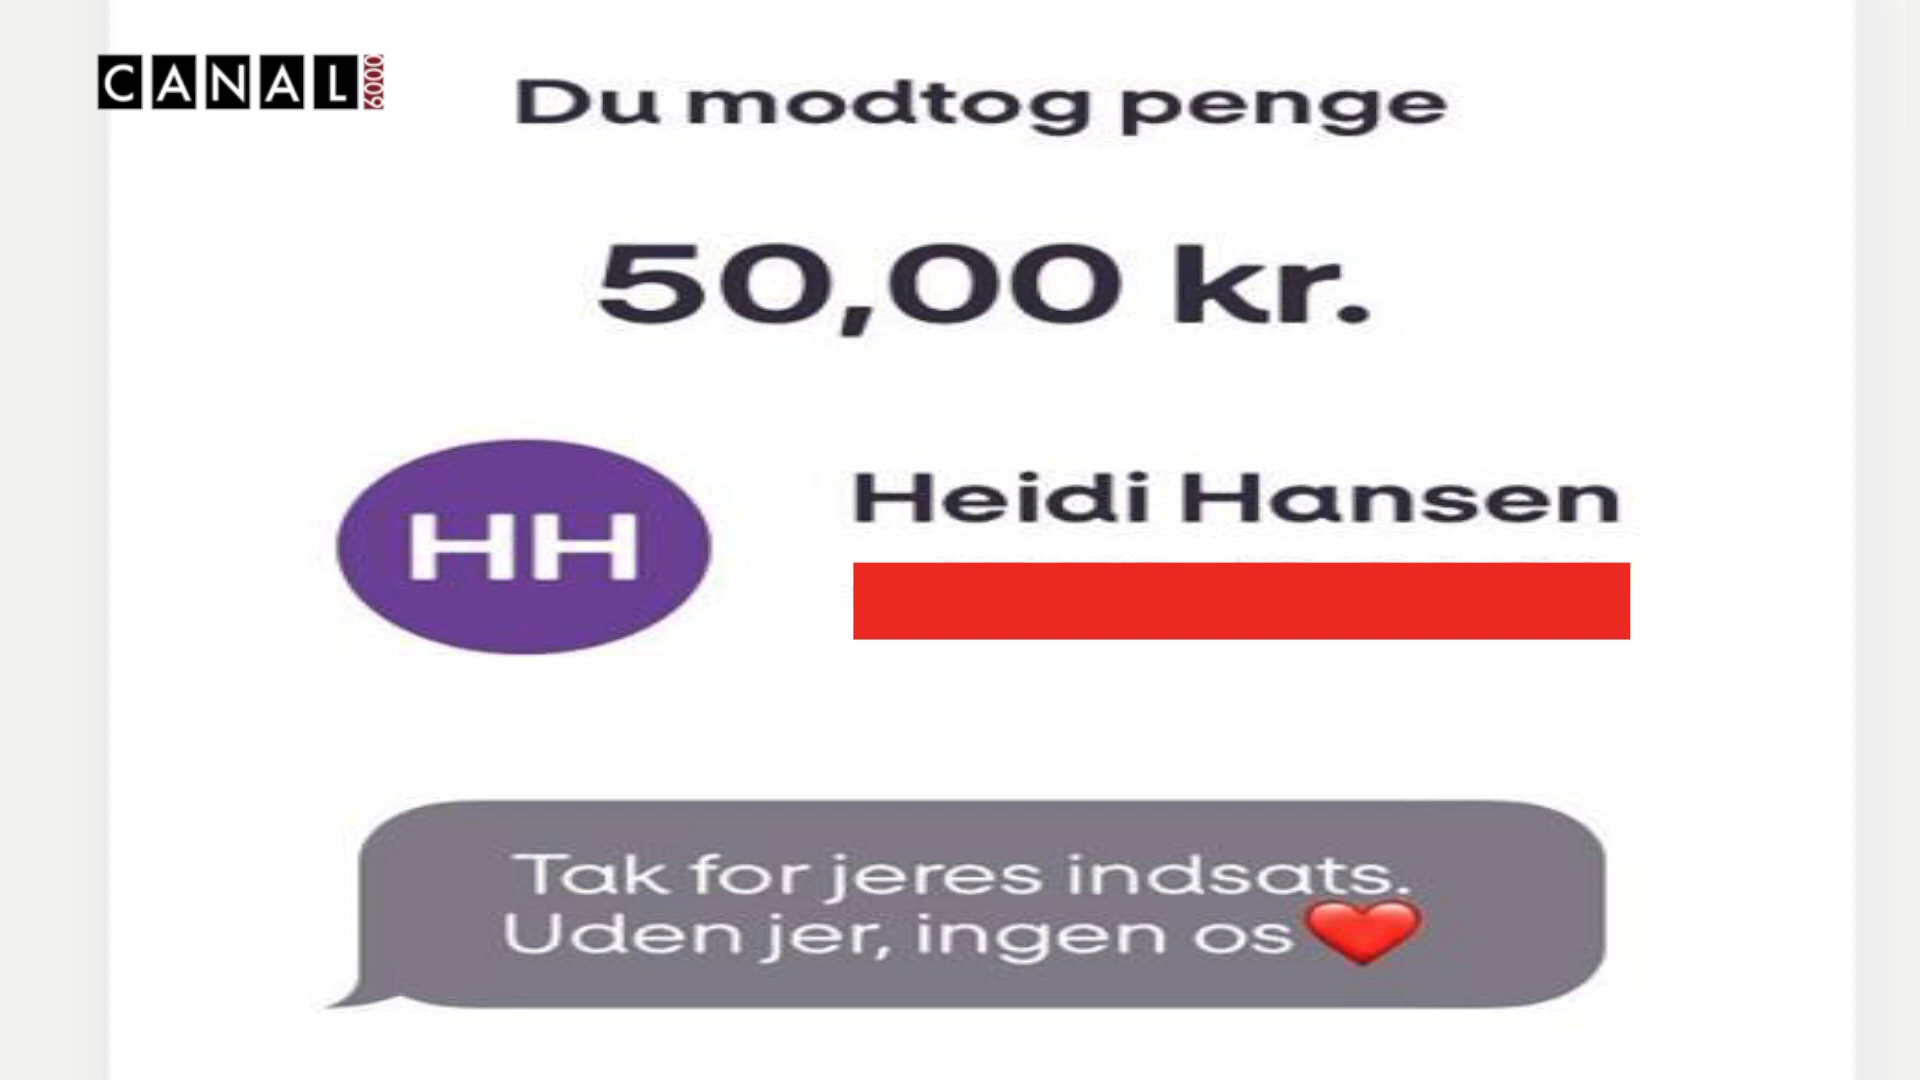 CANAL 6000
Du modtog penge
50,00 kr.
HH
Heidi Hansen
Tak for jeres indsats.
Uden jer, ingen os❤️